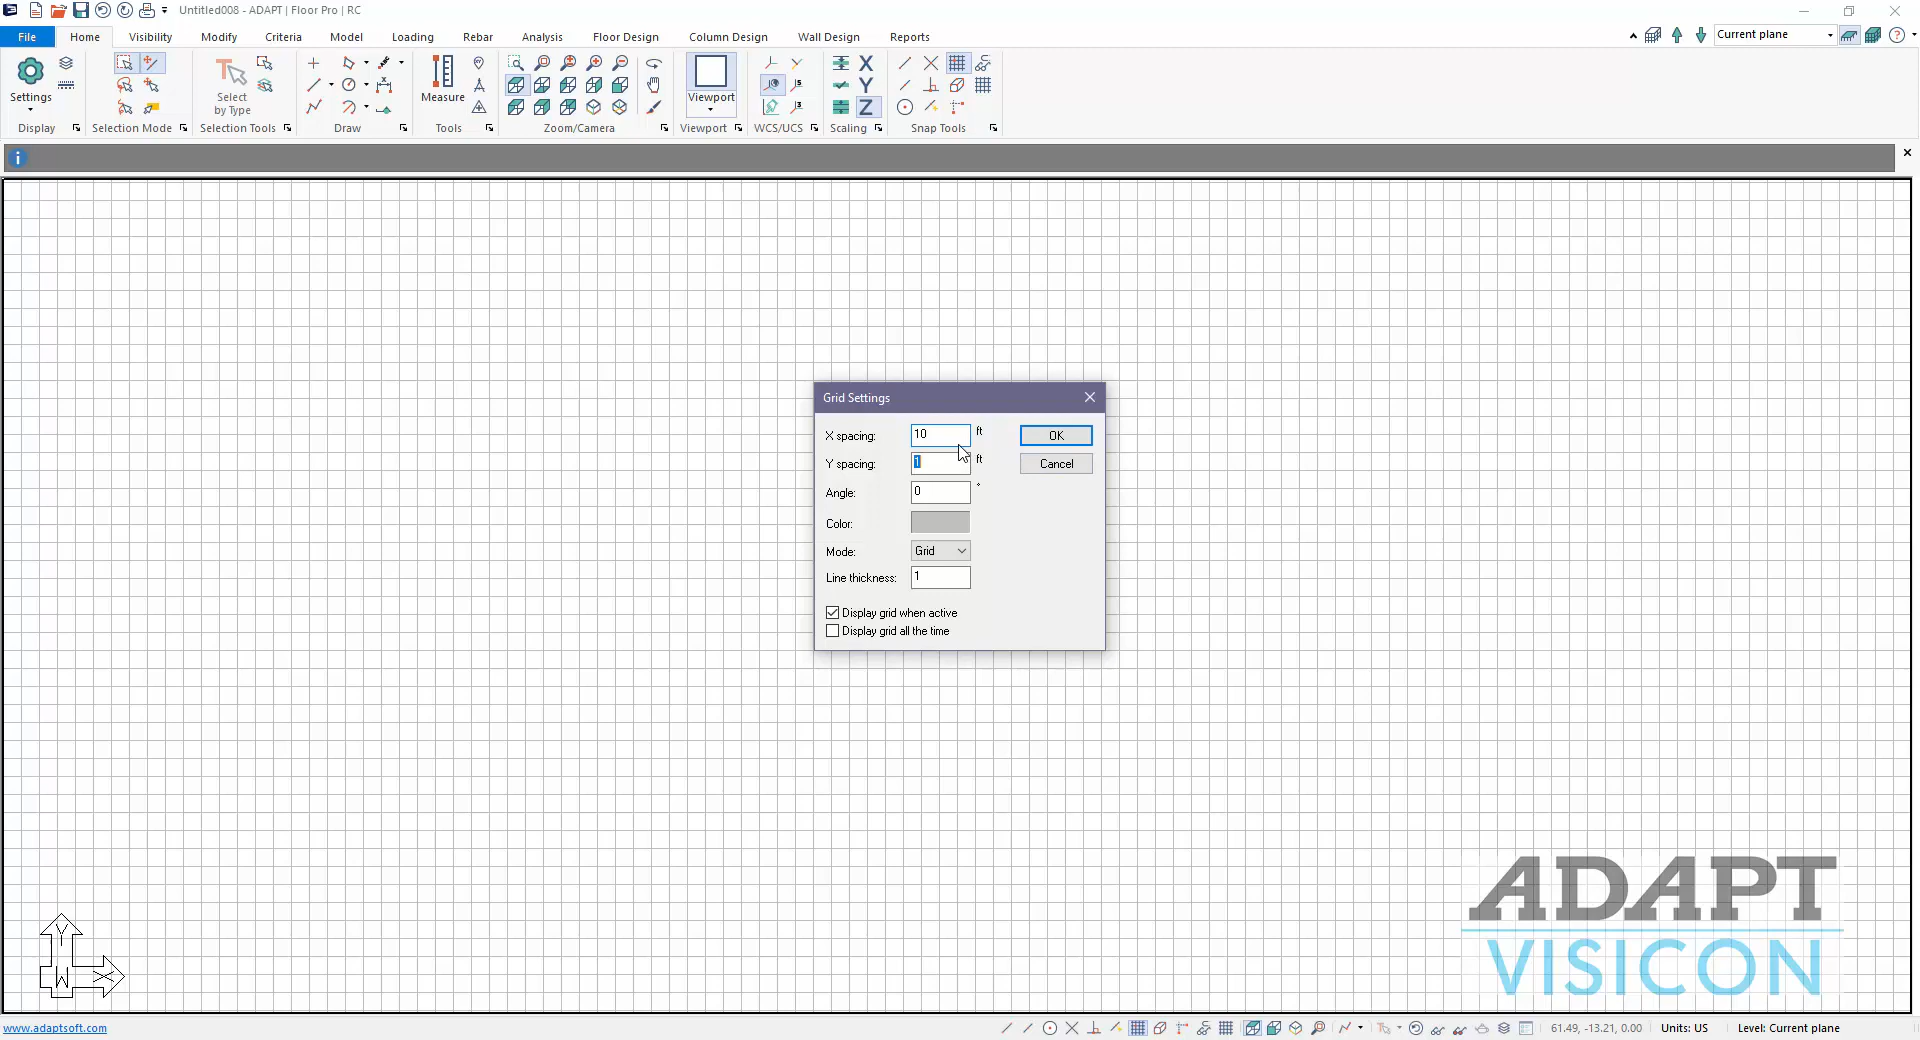 Untitled008 - ADAPT | Floor Pro | RC
File Home Visibility Modify Criteria Model Loading Rebar Analysis Floor Design Column Design Wall Design Reports
Current plane
Settings
Select
by Type
Measure
Viewport
X
Y
Z
Display Selection Mode Selection Tools Draw Tools Zoom/Camera Viewport WCS/UCS Scaling Snap Tools
Grid Settings
X spacing: 10 ft
OK
Y spacing: 1 ft
Cancel
Angle: 0 °
Color:
Mode: Grid
Line thickness: 1
Display grid when active
Display grid all the time
ADAPT
VISICON
Y
W X
www.adaptsoft.com
61.49, -13.21, 0.00 Units: US Level: Current plane